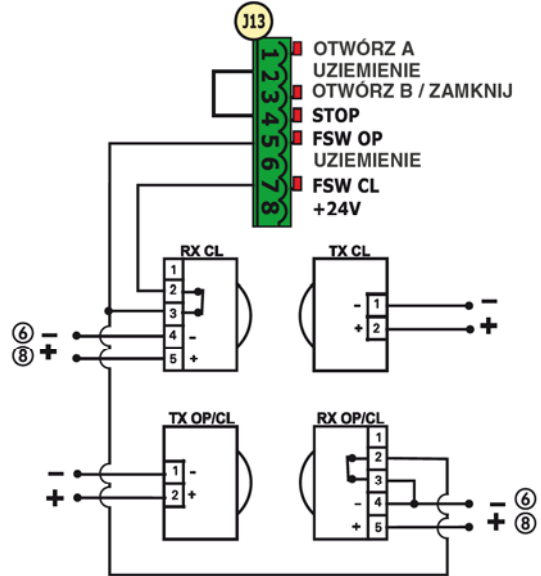 J13
1 OTWÓRZ A
2 UZIEMIENIE
3 OTWÓRZ B / ZAMKNIJ
4 STOP
5 FSW OP
6 UZIEMIENIE
7 FSW CL
8 +24V
RX CL
1
2
3
⑥ − 4 -
⑧ + 5 +
TX CL
- 1 −
+ 2 +
TX OP/CL
− 1 -
+ 2 +
RX OP/CL
1
2
3
- 4 − ⑥
+ 5 + ⑧